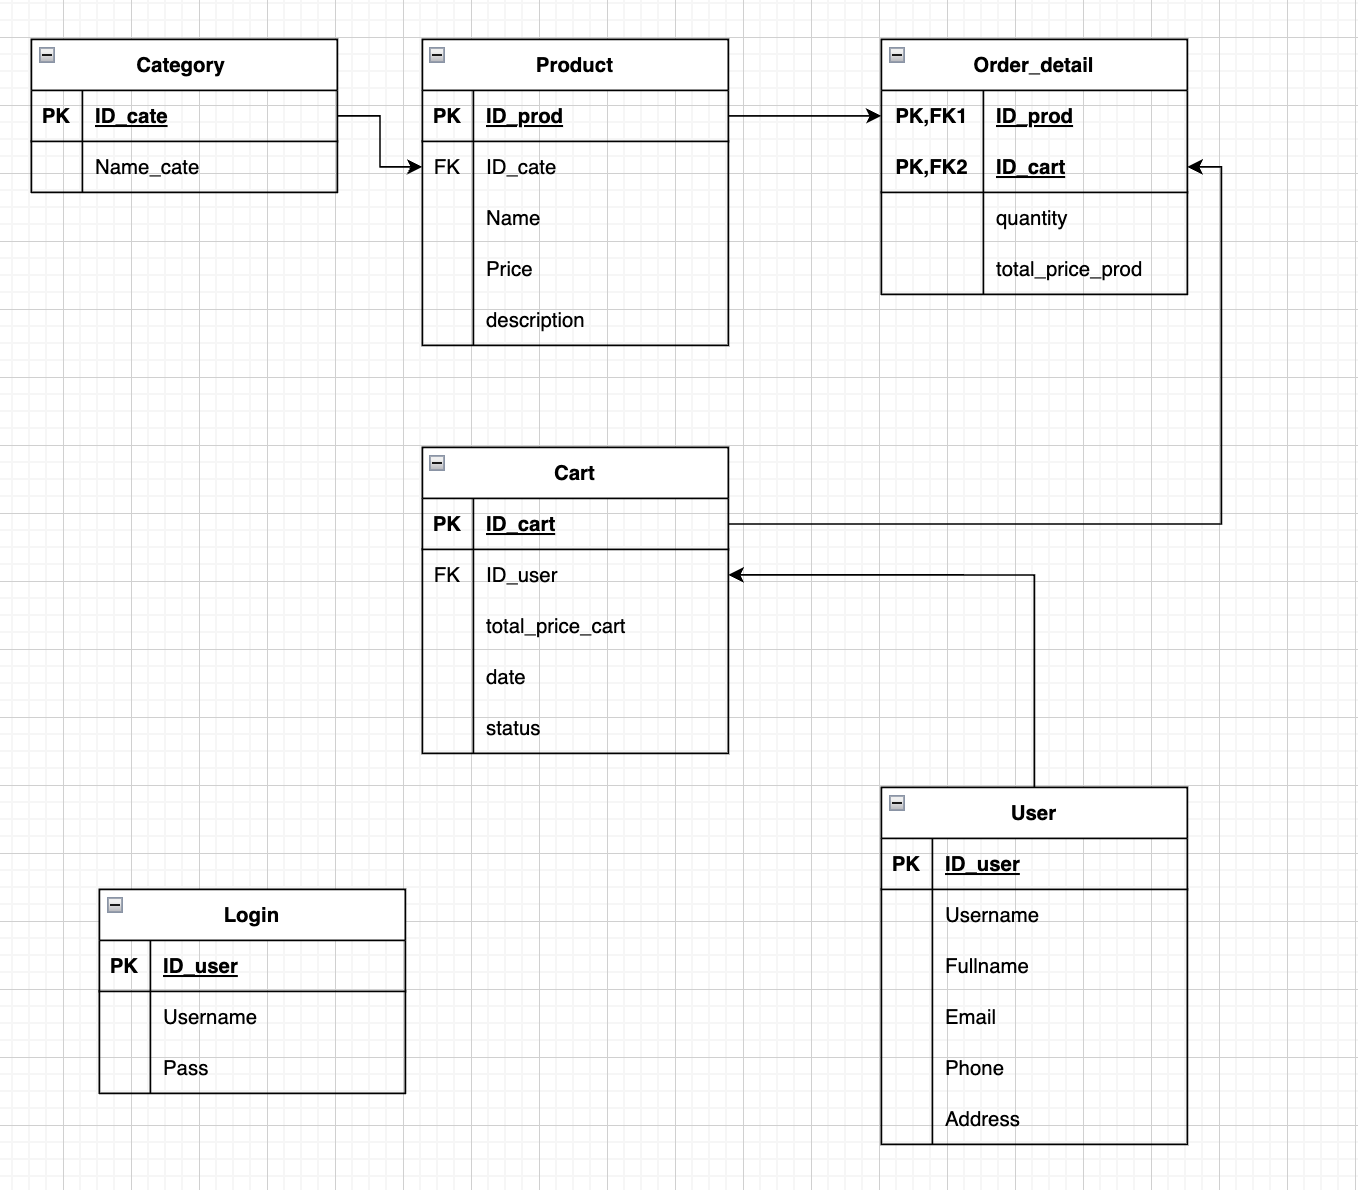 Category
PK ID_cate
Name_cate
Product
PK ID_prod
FK ID_cate
Name
Price
description
Order_detail
PK,FK1 ID_prod
PK,FK2 ID_cart
quantity
total_price_prod
Cart
PK ID_cart
FK ID_user
total_price_cart
date
status
User
PK ID_user
Username
Fullname
Email
Phone
Address
Login
PK ID_user
Username
Pass